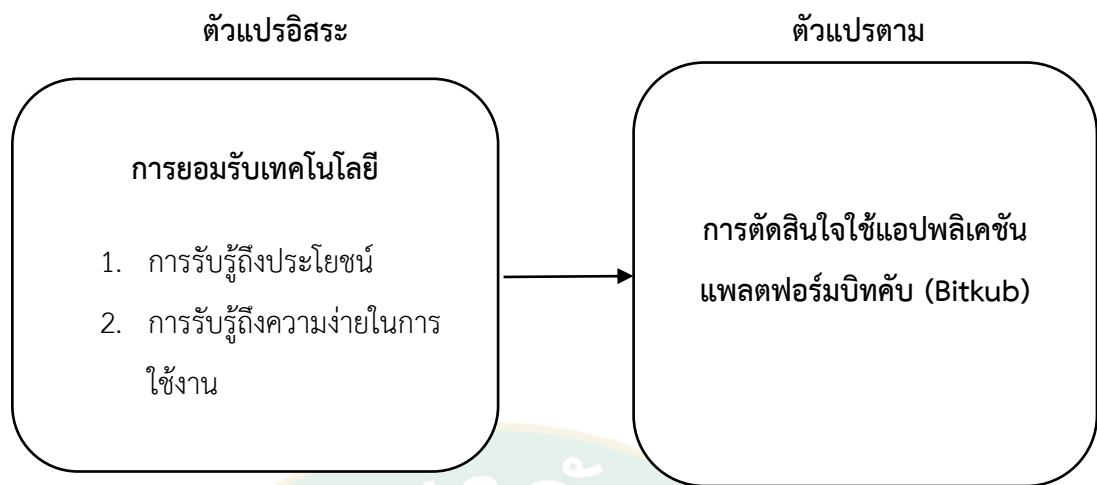 ตัวแปรอิสระ
ตัวแปรตาม
การยอมรับเทคโนโลยี
1. การรับรู้ถึงประโยชน์
2. การรับรู้ถึงความง่ายในการ
ใช้งาน
การตัดสินใจใช้แอปพลิเคชัน
แพลตฟอร์มบิทคับ (Bitkub)